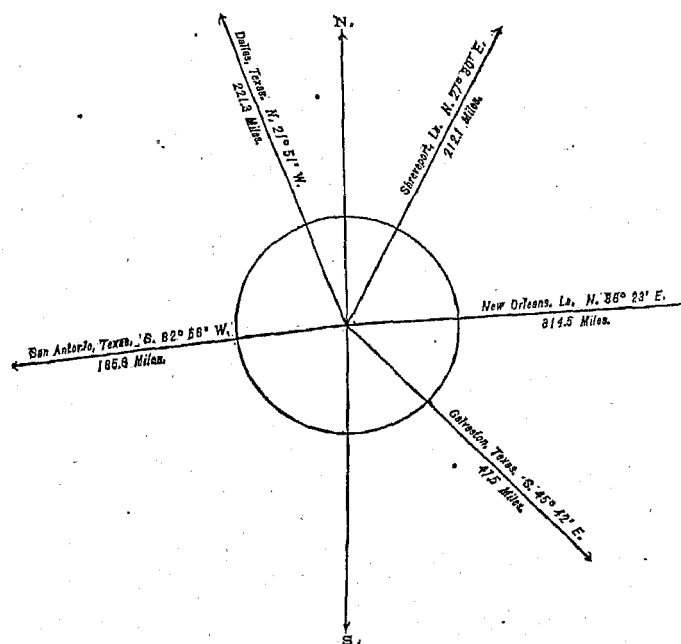 N.
Dallas, Texas. N. 21° 51' W.
221.3 Miles.
Shreveport, La. N. 27° 30' E.
212.1 Miles.
New Orleans, La. N. 86° 23' E.
314.5 Miles.
San Antonio, Texas, S. 82° 56' W.
185.6 Miles.
Galveston, Texas. S. 45° 42' E.
47.5 Miles.
S.